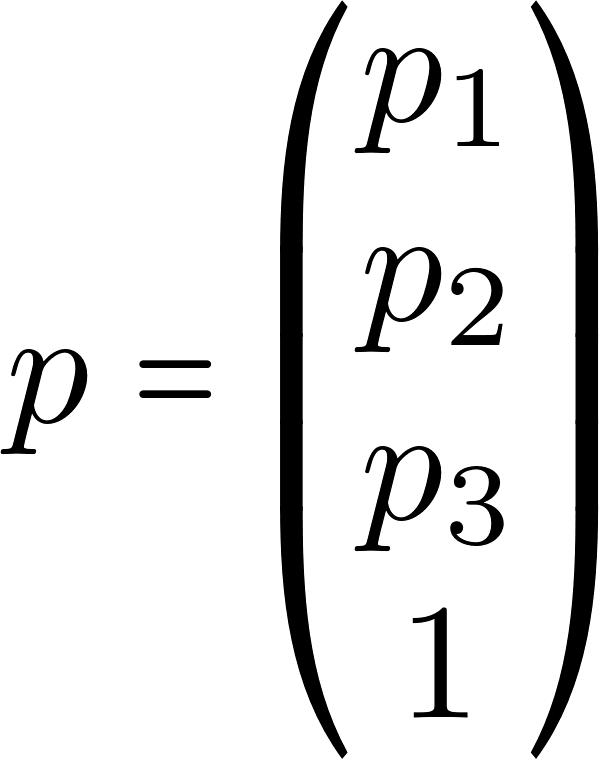 p₁
p₂
p = 
p₃
1